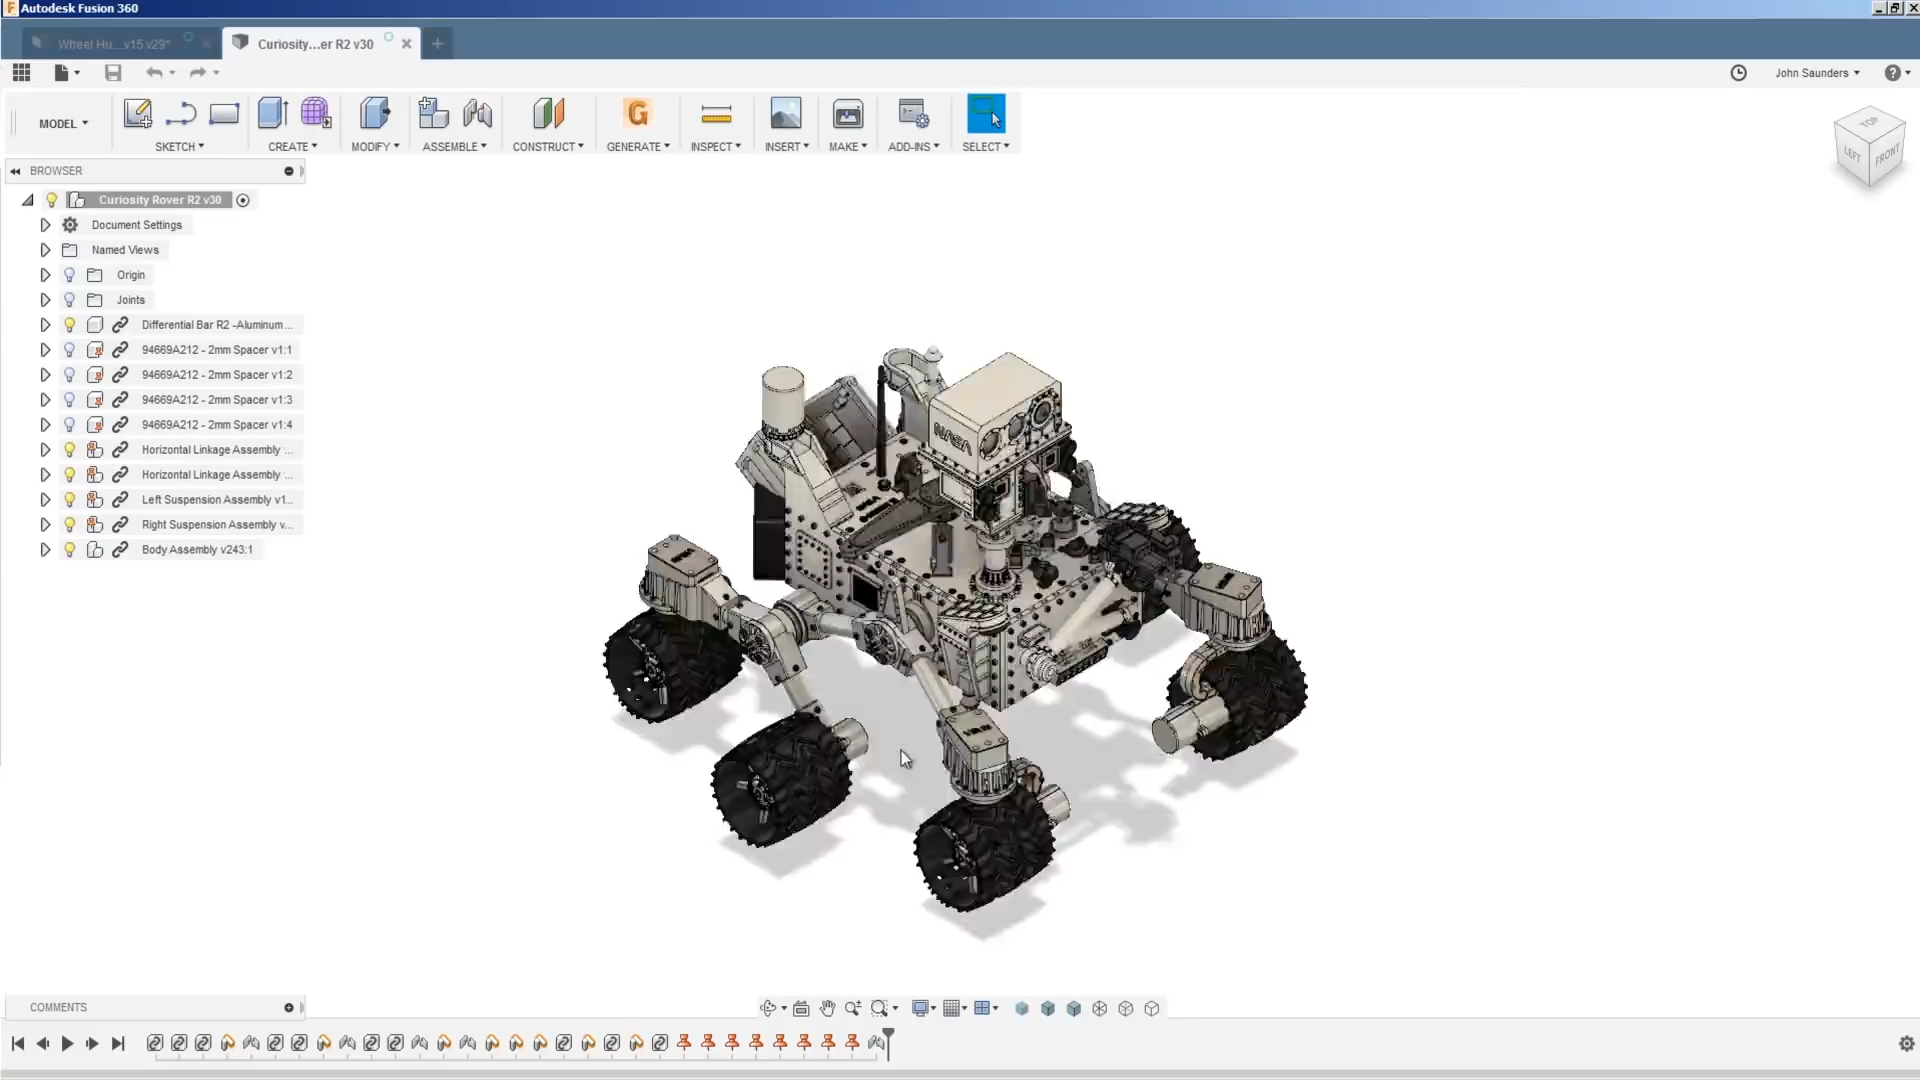 Autodesk Fusion 360
Wheel Hu...v15 v29*
Curiosity...er R2 v30
John Saunders
MODEL
SKETCH
CREATE
MODIFY
ASSEMBLE
CONSTRUCT
GENERATE
INSPECT
INSERT
MAKE
ADD-INS
SELECT
TOP
LEFT
FRONT
BROWSER
Curiosity Rover R2 v30
Document Settings
Named Views
Origin
Joints
Differential Bar R2 -Aluminum...
94669A212 - 2mm Spacer v1:1
94669A212 - 2mm Spacer v1:2
94669A212 - 2mm Spacer v1:3
94669A212 - 2mm Spacer v1:4
Horizontal Linkage Assembly ...
Horizontal Linkage Assembly ...
Left Suspension Assembly v1...
Right Suspension Assembly v...
Body Assembly v243:1
NASA
COMMENTS